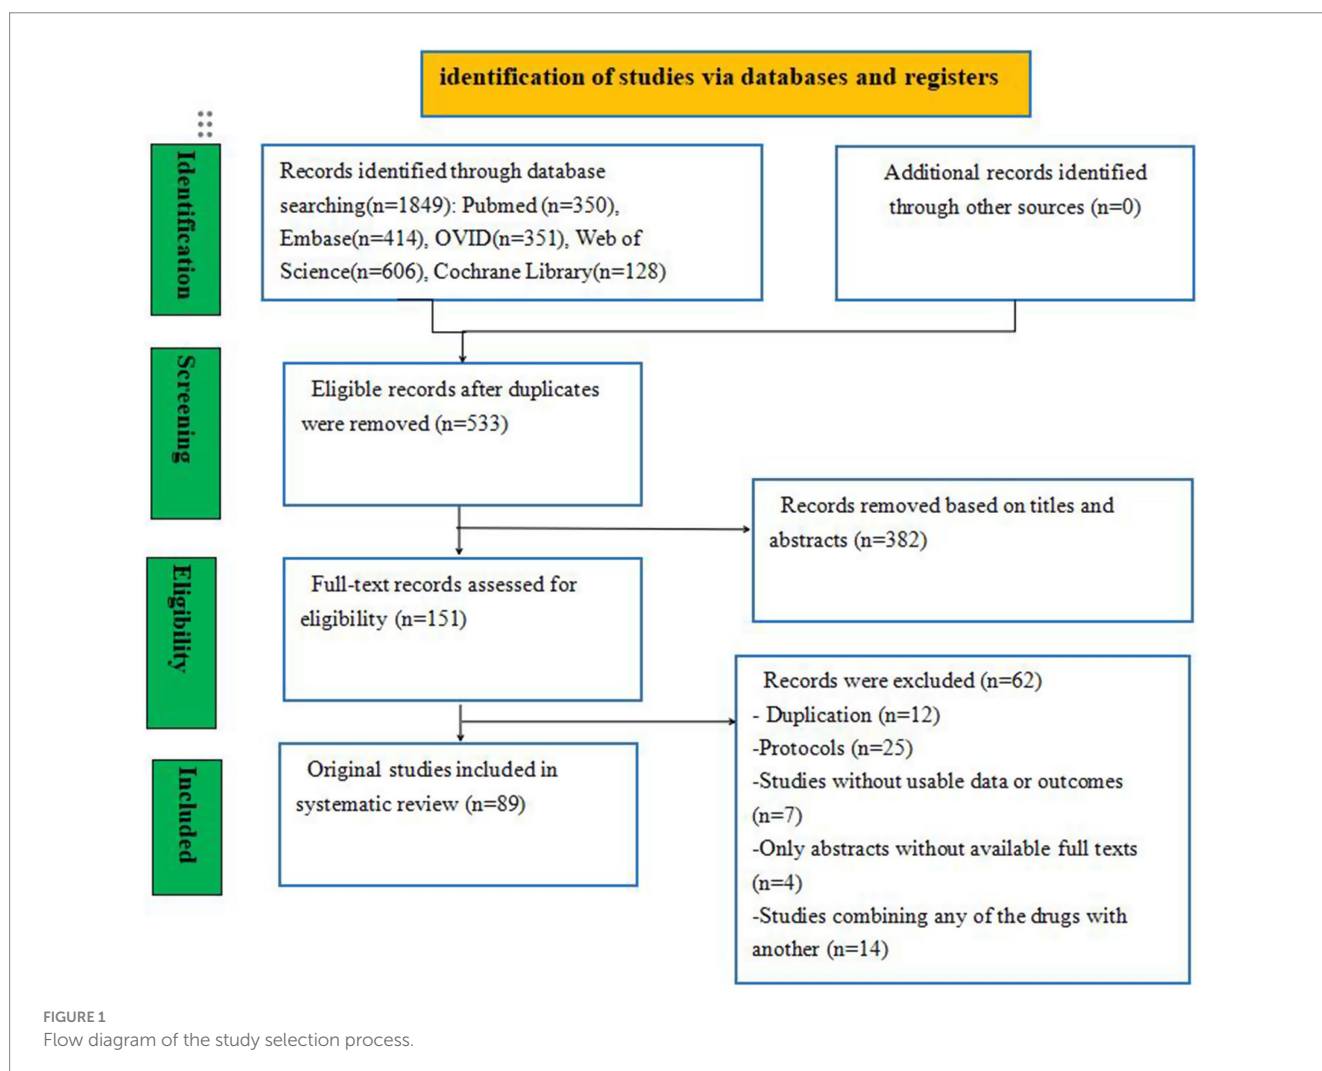 identification of studies via databases and registers
Identification
Records identified through database
searching(n=1849): Pubmed (n=350),
Embase(n=414), OVID(n=351), Web of
Science(n=606), Cochrane Library(n=128)
Additional records identified
through other sources (n=0)
Screening
Eligible records after duplicates
were removed (n=533)
Records removed based on titles and
abstracts (n=382)
Eligibility
Full-text records assessed for
eligibility (n=151)
Records were excluded (n=62)
- Duplication (n=12)
-Protocols (n=25)
-Studies without usable data or outcomes
(n=7)
-Only abstracts without available full texts
(n=4)
-Studies combining any of the drugs with
another (n=14)
Included
Original studies included in
systematic review (n=89)
FIGURE 1
Flow diagram of the study selection process.